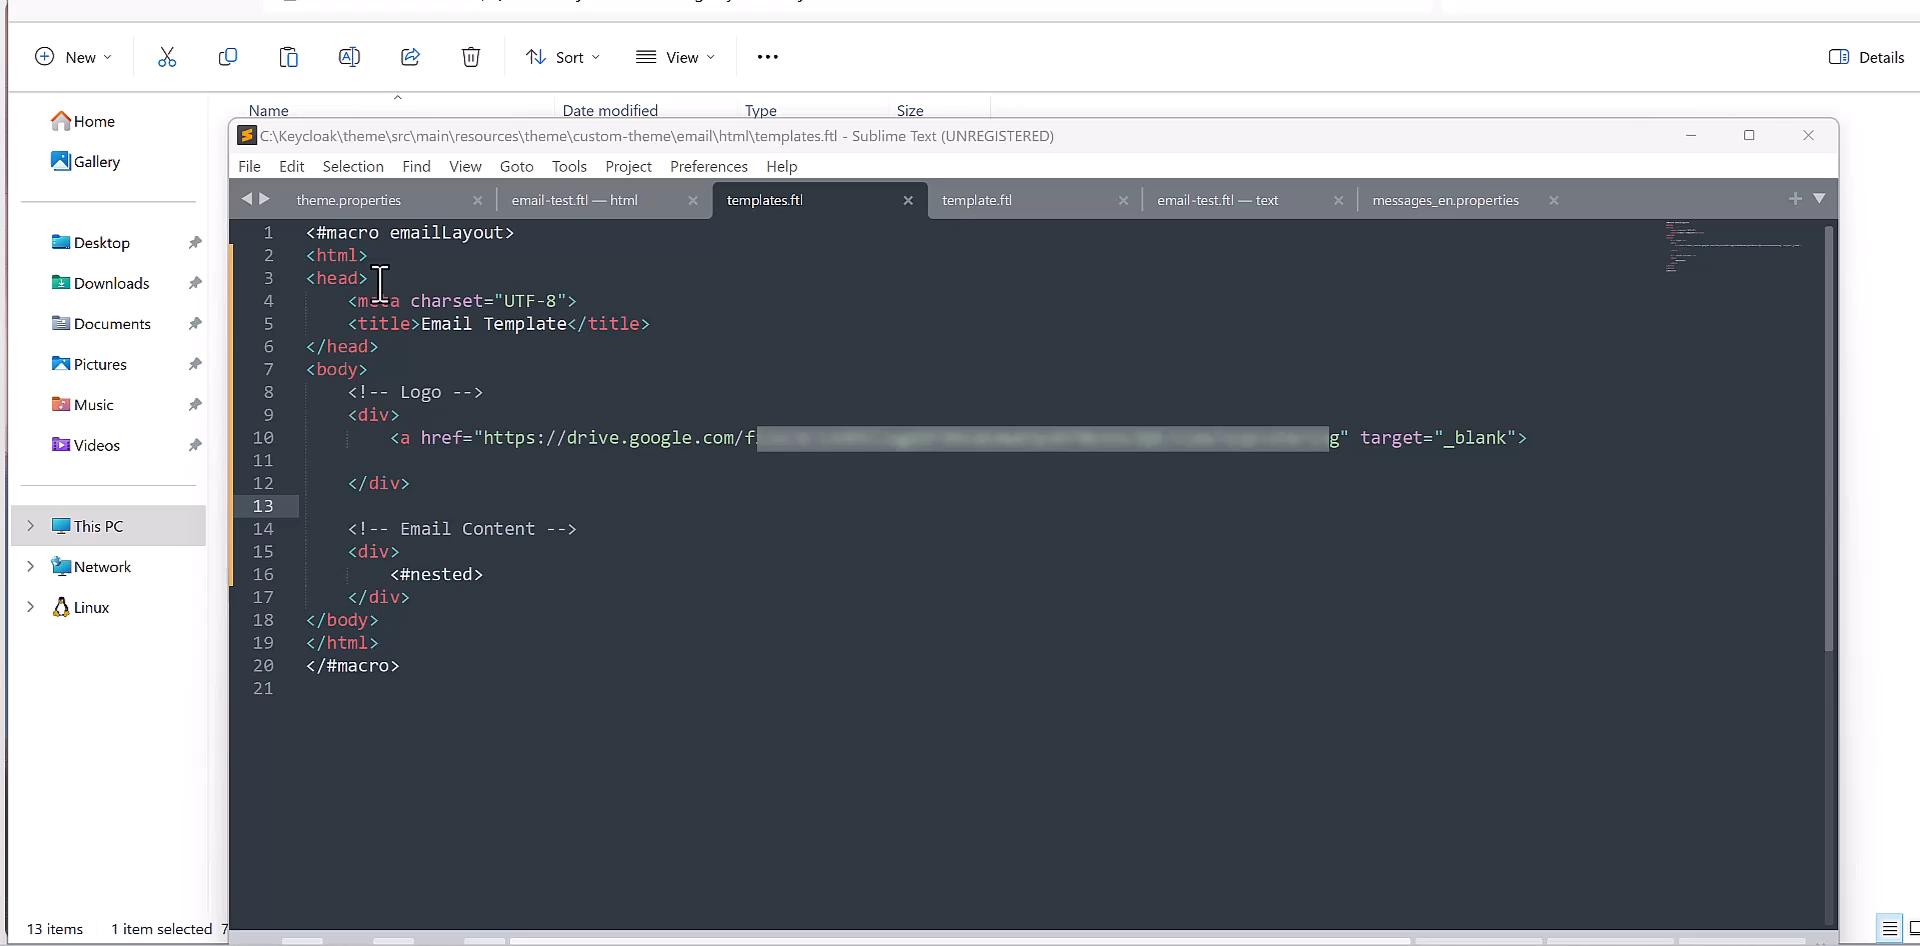 New
Sort
View
Details
Name
Date modified
Type
Size
Home
Gallery
Desktop
Downloads
Documents
Pictures
Music
Videos
This PC
Network
Linux
13 items
1 item selected 7
C:\Keycloak\theme\src\main\resources\theme\custom-theme\email\html\templates.ftl - Sublime Text (UNREGISTERED)
File Edit Selection Find View Goto Tools Project Preferences Help
theme.properties
email-test.ftl — html
templates.ftl
template.ftl
email-test.ftl — text
messages_en.properties
1 <#macro emailLayout>
2 <html>
3 <head>
4 <meta charset="UTF-8">
5 <title>Email Template</title>
6 </head>
7 <body>
8 <!-- Logo -->
9 <div>
10 <a href="https://drive.google.com/f g" target="_blank">
11
12 </div>
13
14 <!-- Email Content -->
15 <div>
16 <#nested>
17 </div>
18 </body>
19 </html>
20 </#macro>
21